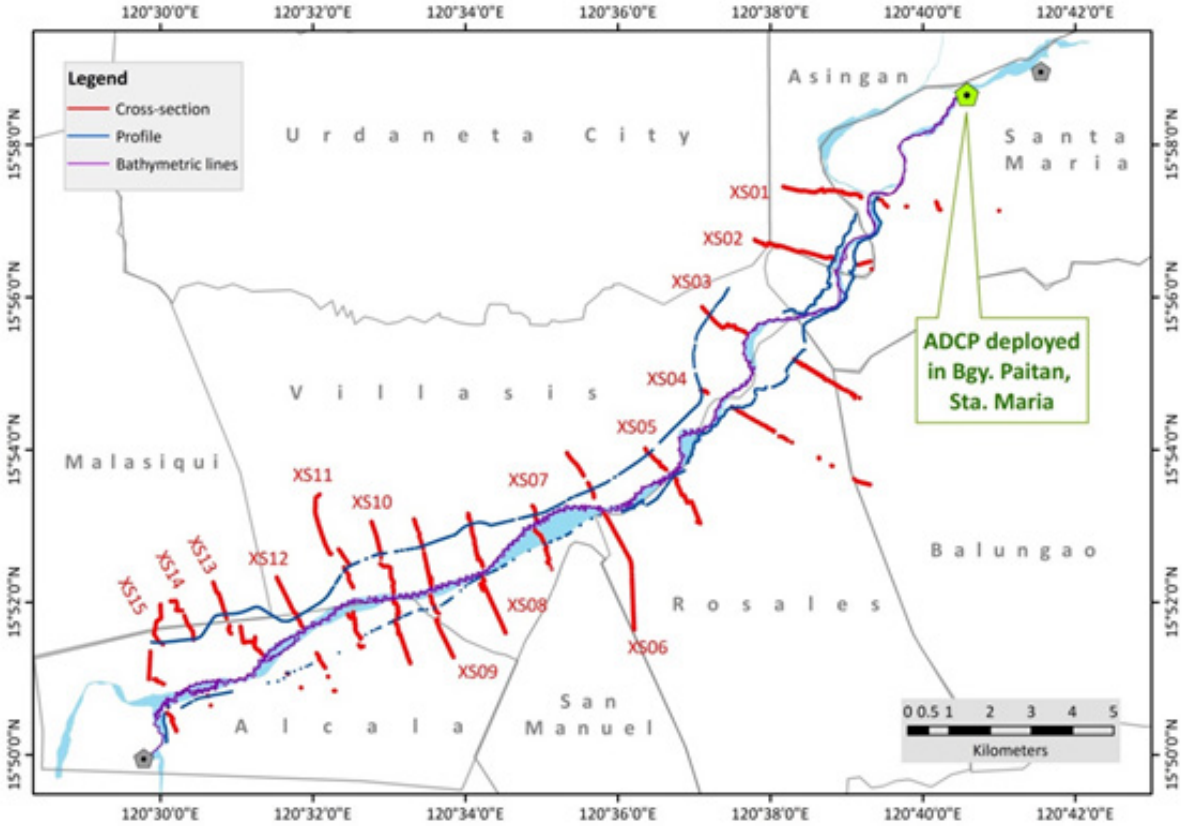 120°30'0"E 120°32'0"E 120°34'0"E 120°36'0"E 120°38'0"E 120°40'0"E 120°42'0"E
Legend
Cross-section
Profile
Bathymetric lines
Asingan
Urdaneta City
Santa
Maria
15°58'0"N 15°58'0"N
XS01
XS02
15°56'0"N 15°56'0"N
XS03
ADCP deployed
in Bgy. Paitan,
Sta. Maria
XS04
Villasis
XS05
15°54'0"N 15°54'0"N
Malasiqui
XS11
XS07
XS10
Balungao
XS13
XS12
XS14
XS15
15°52'0"N 15°52'0"N
XS08
Rosales
XS06
XS09
San
Manuel
Alcala
0 0.5 1 2 3 4 5
Kilometers
15°50'0"N 15°50'0"N
120°30'0"E 120°32'0"E 120°34'0"E 120°36'0"E 120°38'0"E 120°40'0"E 120°42'0"E